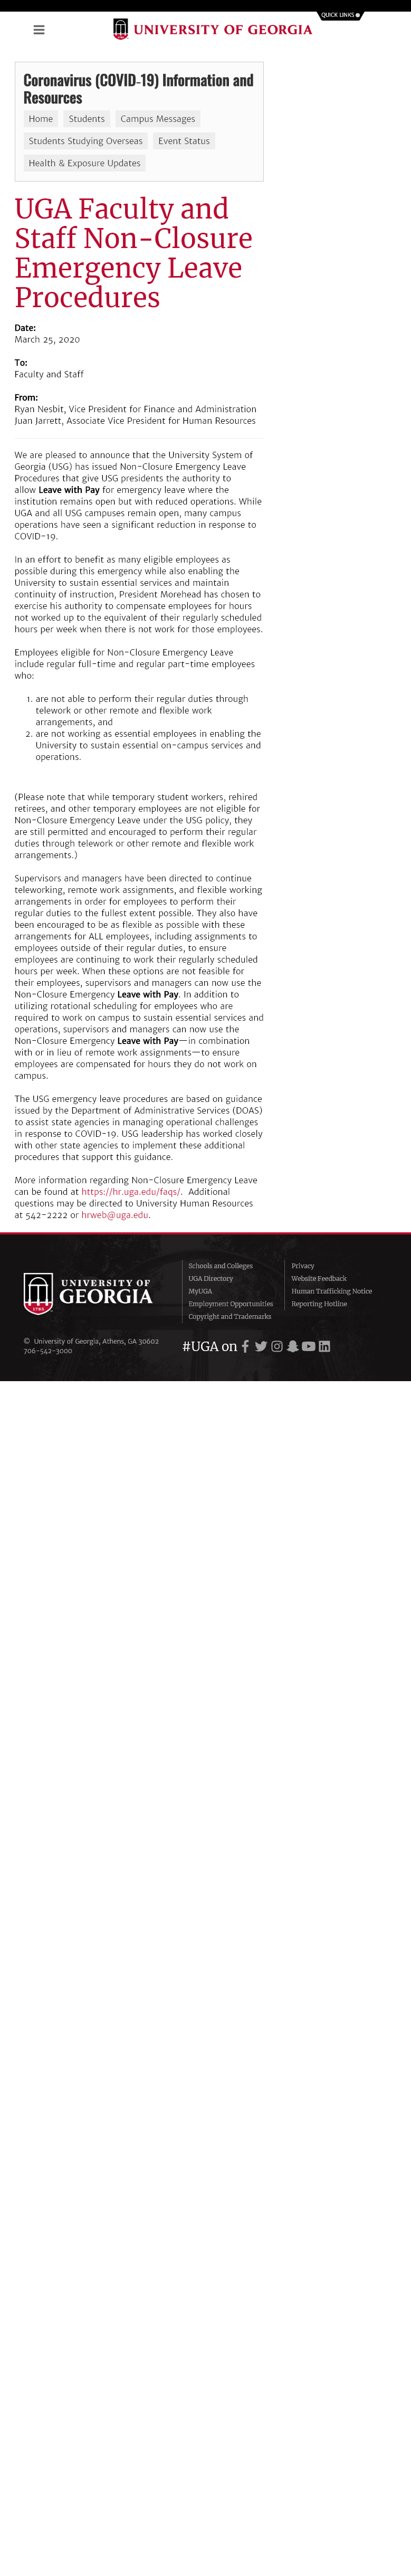 QUICK LINKS
UNIVERSITY OF GEORGIA
Coronavirus (COVID-19) Information and
Resources
Home Students Campus Messages
Students Studying Overseas Event Status
Health & Exposure Updates
UGA Faculty and
Staff Non-Closure
Emergency Leave
Procedures
Date:
March 25, 2020
To:
Faculty and Staff
From:
Ryan Nesbit, Vice President for Finance and Administration
Juan Jarrett, Associate Vice President for Human Resources
We are pleased to announce that the University System of
Georgia (USG) has issued Non-Closure Emergency Leave
Procedures that give USG presidents the authority to
allow Leave with Pay for emergency leave where the
institution remains open but with reduced operations. While
UGA and all USG campuses remain open, many campus
operations have seen a significant reduction in response to
COVID-19.
In an effort to benefit as many eligible employees as
possible during this emergency while also enabling the
University to sustain essential services and maintain
continuity of instruction, President Morehead has chosen to
exercise his authority to compensate employees for hours
not worked up to the equivalent of their regularly scheduled
hours per week when there is not work for those employees.
Employees eligible for Non-Closure Emergency Leave
include regular full-time and regular part-time employees
who:
1. are not able to perform their regular duties through
telework or other remote and flexible work
arrangements, and
2. are not working as essential employees in enabling the
University to sustain essential on-campus services and
operations.
(Please note that while temporary student workers, rehired
retirees, and other temporary employees are not eligible for
Non-Closure Emergency Leave under the USG policy, they
are still permitted and encouraged to perform their regular
duties through telework or other remote and flexible work
arrangements.)
Supervisors and managers have been directed to continue
teleworking, remote work assignments, and flexible working
arrangements in order for employees to perform their
regular duties to the fullest extent possible. They also have
been encouraged to be as flexible as possible with these
arrangements for ALL employees, including assignments to
employees outside of their regular duties, to ensure
employees are continuing to work their regularly scheduled
hours per week. When these options are not feasible for
their employees, supervisors and managers can now use the
Non-Closure Emergency Leave with Pay. In addition to
utilizing rotational scheduling for employees who are
required to work on campus to sustain essential services and
operations, supervisors and managers can now use the
Non-Closure Emergency Leave with Pay—in combination
with or in lieu of remote work assignments—to ensure
employees are compensated for hours they do not work on
campus.
The USG emergency leave procedures are based on guidance
issued by the Department of Administrative Services (DOAS)
to assist state agencies in managing operational challenges
in response to COVID-19. USG leadership has worked closely
with other state agencies to implement these additional
procedures that support this guidance.
More information regarding Non-Closure Emergency Leave
can be found at https://hr.uga.edu/faqs/. Additional
questions may be directed to University Human Resources
at 542-2222 or hrweb@uga.edu.
UNIVERSITY OF
GEORGIA
1785
© University of Georgia, Athens, GA 30602
706-542-3000
Schools and Colleges
UGA Directory
MyUGA
Employment Opportunities
Copyright and Trademarks
Privacy
Website Feedback
Human Trafficking Notice
Reporting Hotline
#UGA on